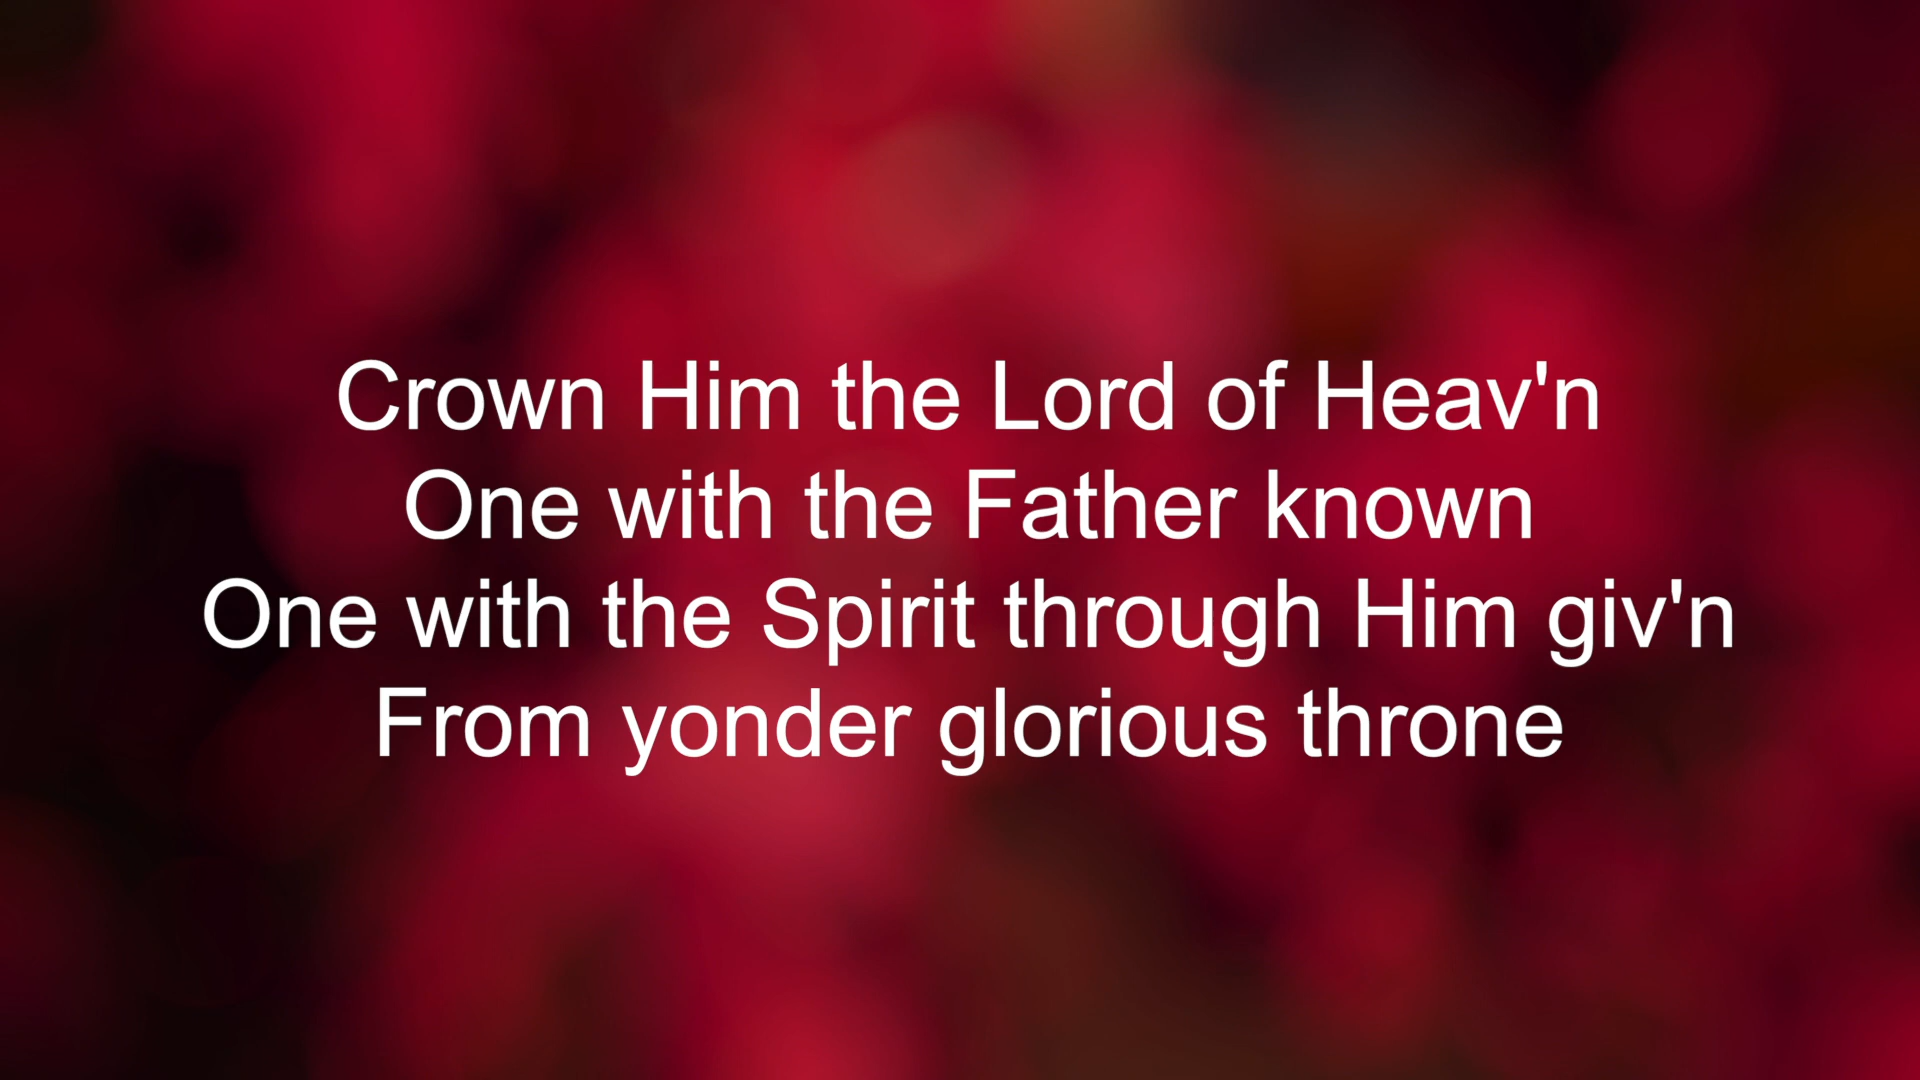 Crown Him the Lord of Heav'n
One with the Father known
One with the Spirit through Him giv'n
From yonder glorious throne